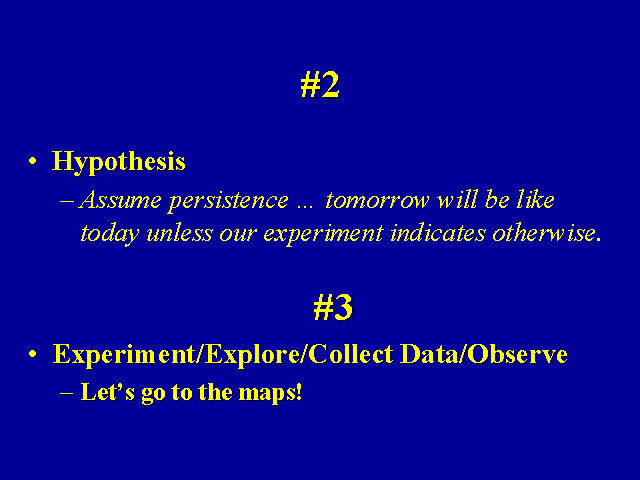 #2
• Hypothesis
– Assume persistence … tomorrow will be like
today unless our experiment indicates otherwise.
#3
• Experiment/Explore/Collect Data/Observe
– Let’s go to the maps!